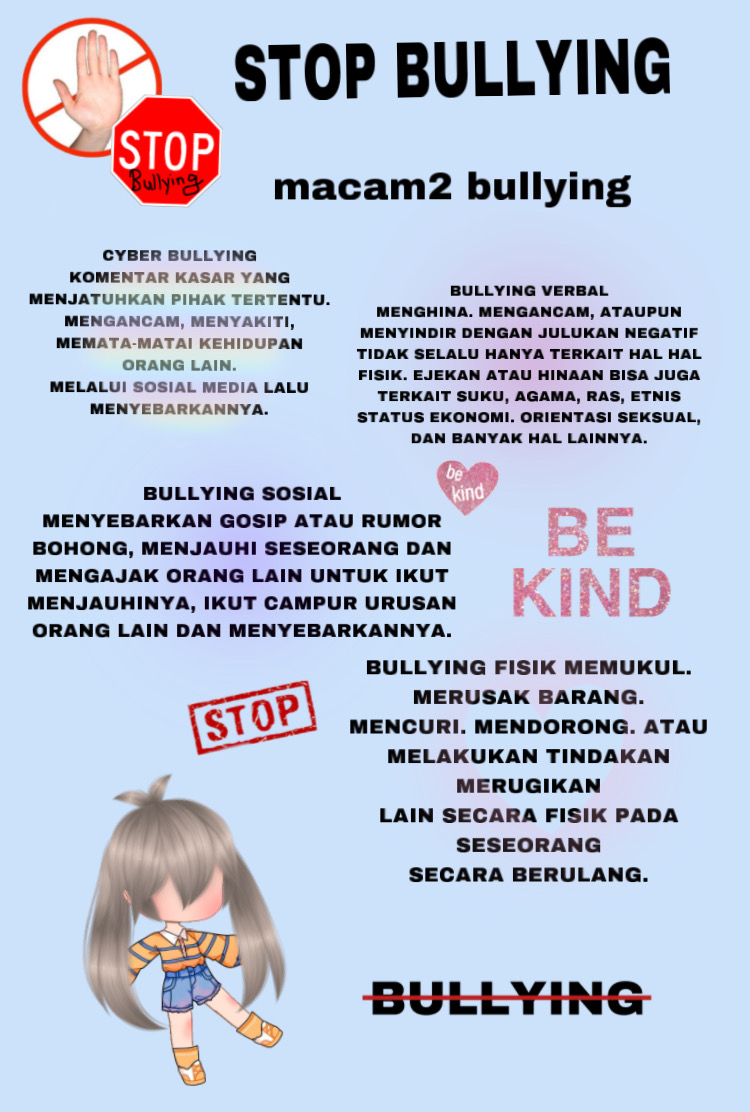 STOP BULLYING
STOP
Bullying
macam2 bullying
CYBER BULLYING
KOMENTAR KASAR YANG
MENJATUHKAN PIHAK TERTENTU.
MENGANCAM, MENYAKITI,
MEMATA-MATAI KEHIDUPAN
ORANG LAIN.
MELALUI SOSIAL MEDIA LALU
MENYEBARKANNYA.
BULLYING VERBAL
MENGHINA. MENGANCAM, ATAUPUN
MENYINDIR DENGAN JULUKAN NEGATIF
TIDAK SELALU HANYA TERKAIT HAL HAL
FISIK. EJEKAN ATAU HINAAN BISA JUGA
TERKAIT SUKU, AGAMA, RAS, ETNIS
STATUS EKONOMI. ORIENTASI SEKSUAL,
DAN BANYAK HAL LAINNYA.
BULLYING SOSIAL
MENYEBARKAN GOSIP ATAU RUMOR
BOHONG, MENJAUHI SESEORANG DAN
MENGAJAK ORANG LAIN UNTUK IKUT
MENJAUHINYA, IKUT CAMPUR URUSAN
ORANG LAIN DAN MENYEBARKANNYA.
be
kind
BE
KIND
BULLYING FISIK MEMUKUL.
MERUSAK BARANG.
MENCURI. MENDORONG. ATAU
MELAKUKAN TINDAKAN
MERUGIKAN
LAIN SECARA FISIK PADA
SESEORANG
SECARA BERULANG.
STOP
BULLYING